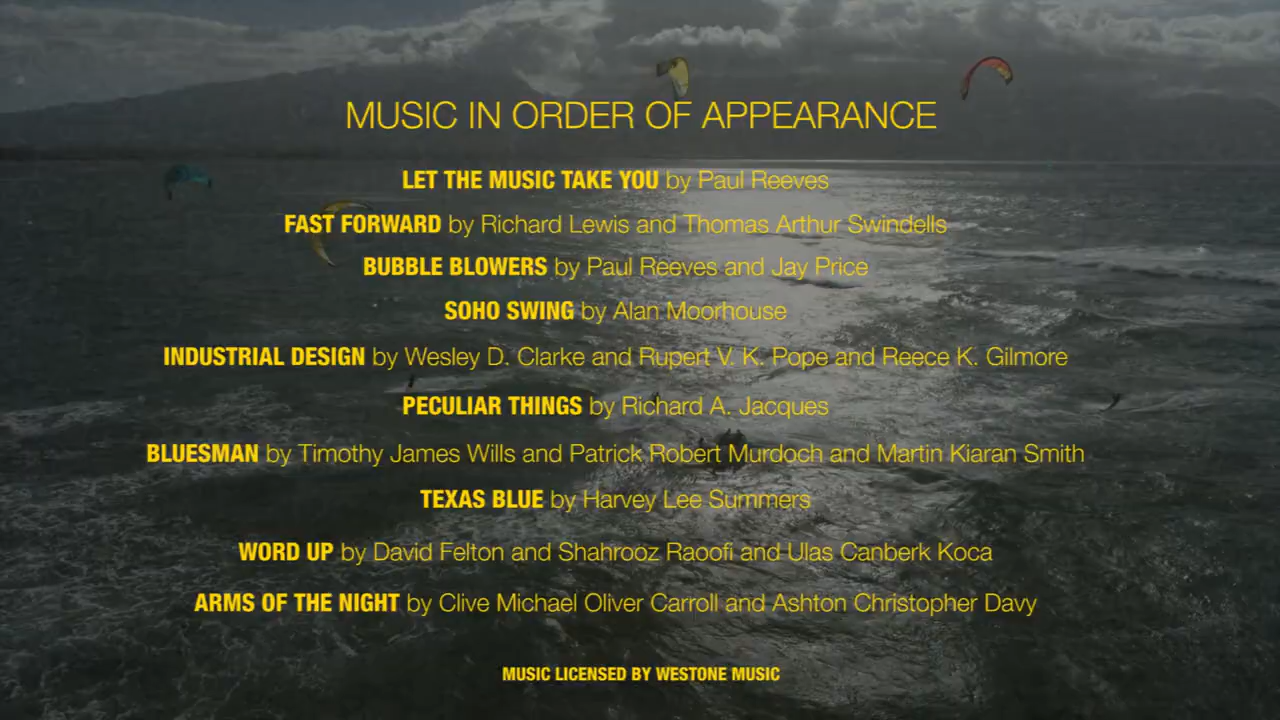 MUSIC IN ORDER OF APPEARANCE
LET THE MUSIC TAKE YOU by Paul Reeves
FAST FORWARD by Richard Lewis and Thomas Arthur Swindells
BUBBLE BLOWERS by Paul Reeves and Jay Price
SOHO SWING by Alan Moorhouse
INDUSTRIAL DESIGN by Wesley D. Clarke and Rupert V. K. Pope and Reece K. Gilmore
PECULIAR THINGS by Richard A. Jacques
BLUESMAN by Timothy James Wills and Patrick Robert Murdoch and Martin Kiaran Smith
TEXAS BLUE by Harvey Lee Summers
WORD UP by David Felton and Shahrooz Raoofi and Ulas Canberk Koca
ARMS OF THE NIGHT by Clive Michael Oliver Carroll and Ashton Christopher Davy
MUSIC LICENSED BY WESTONE MUSIC